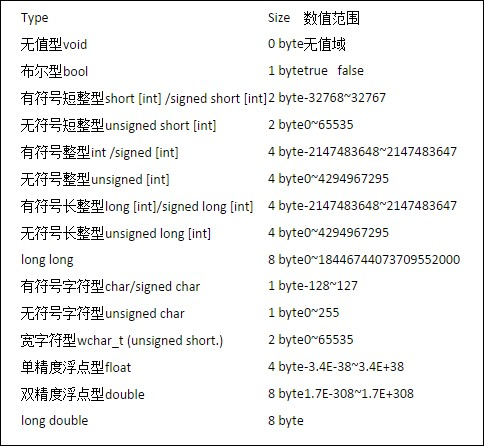 Type Size 数值范围
无值型void 0 byte无值域
布尔型bool 1 bytetrue false
有符号短整型short [int] /signed short [int]2 byte-32768~32767
无符号短整型unsigned short [int] 2 byte0~65535
有符号整型int /signed [int] 4 byte-2147483648~2147483647
无符号整型unsigned [int] 4 byte0~4294967295
有符号长整型long [int]/signed long [int] 4 byte-2147483648~2147483647
无符号长整型unsigned long [int] 4 byte0~4294967295
long long 8 byte0~18446744073709552000
有符号字符型char/signed char 1 byte-128~127
无符号字符型unsigned char 1 byte0~255
宽字符型wchar_t (unsigned short.) 2 byte0~65535
单精度浮点型float 4 byte-3.4E-38~3.4E+38
双精度浮点型double 8 byte1.7E-308~1.7E+308
long double 8 byte